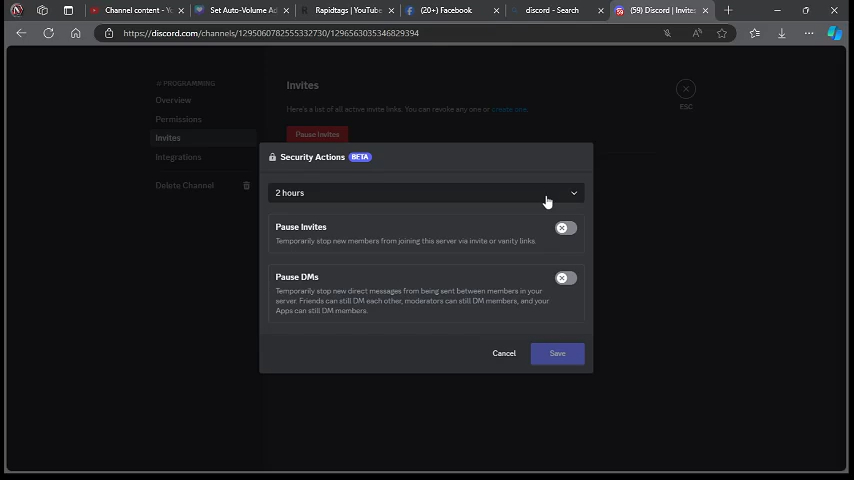 Channel content - Yo
Set Auto-Volume Ad
Rapidtags | YouTube
(20+) Facebook
discord - Search
(59) Discord | Invites
https://discord.com/channels/1295060782555332730/1296563035346829394
# PROGRAMMING
Overview
Permissions
Invites
Integrations
Delete Channel
Invites
Here's a list of all active invite links. You can revoke any one or create one.
Pause Invites
ESC
Security Actions BETA
2 hours
Pause Invites
Temporarily stop new members from joining this server via invite or vanity links.
Pause DMs
Temporarily stop new direct messages from being sent between members in your
server. Friends can still DM each other, moderators can still DM members, and your
Apps can still DM members.
Cancel
Save